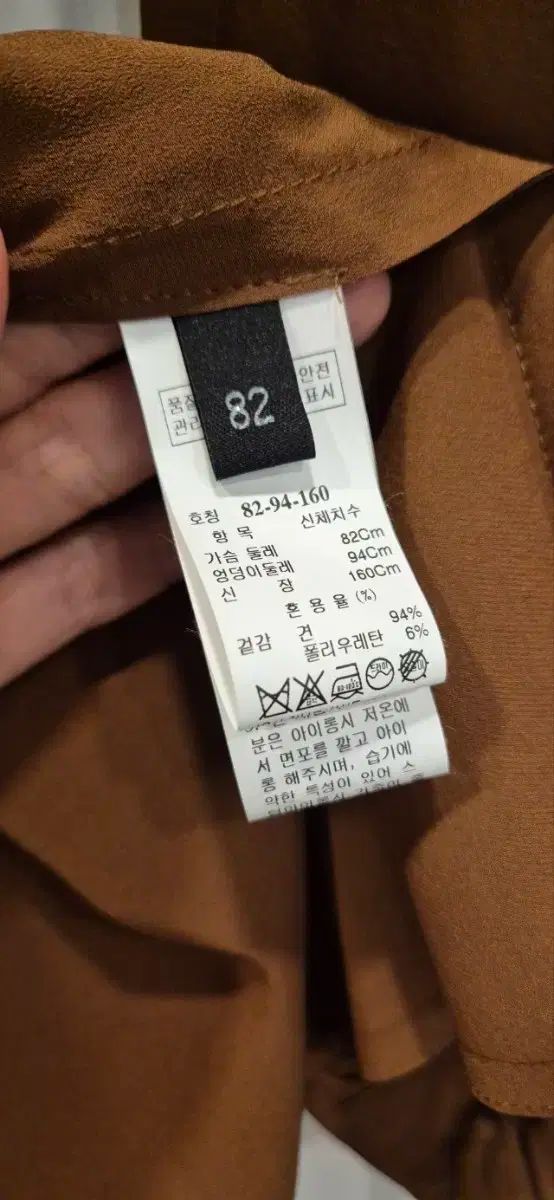 품질
관리
안전
표시
82
호칭 82-94-160
항 목 신체치수
가슴 둘레 82Cm
엉덩이둘레 94Cm
신 장 160Cm
혼 용 율 (%)
겉감 견 94%
폴리우레탄 6%
분은 아이롱시 저온에
서 면포를 깔고 아이
롱 해주시며, 습기에
약한 특성이 있어 스